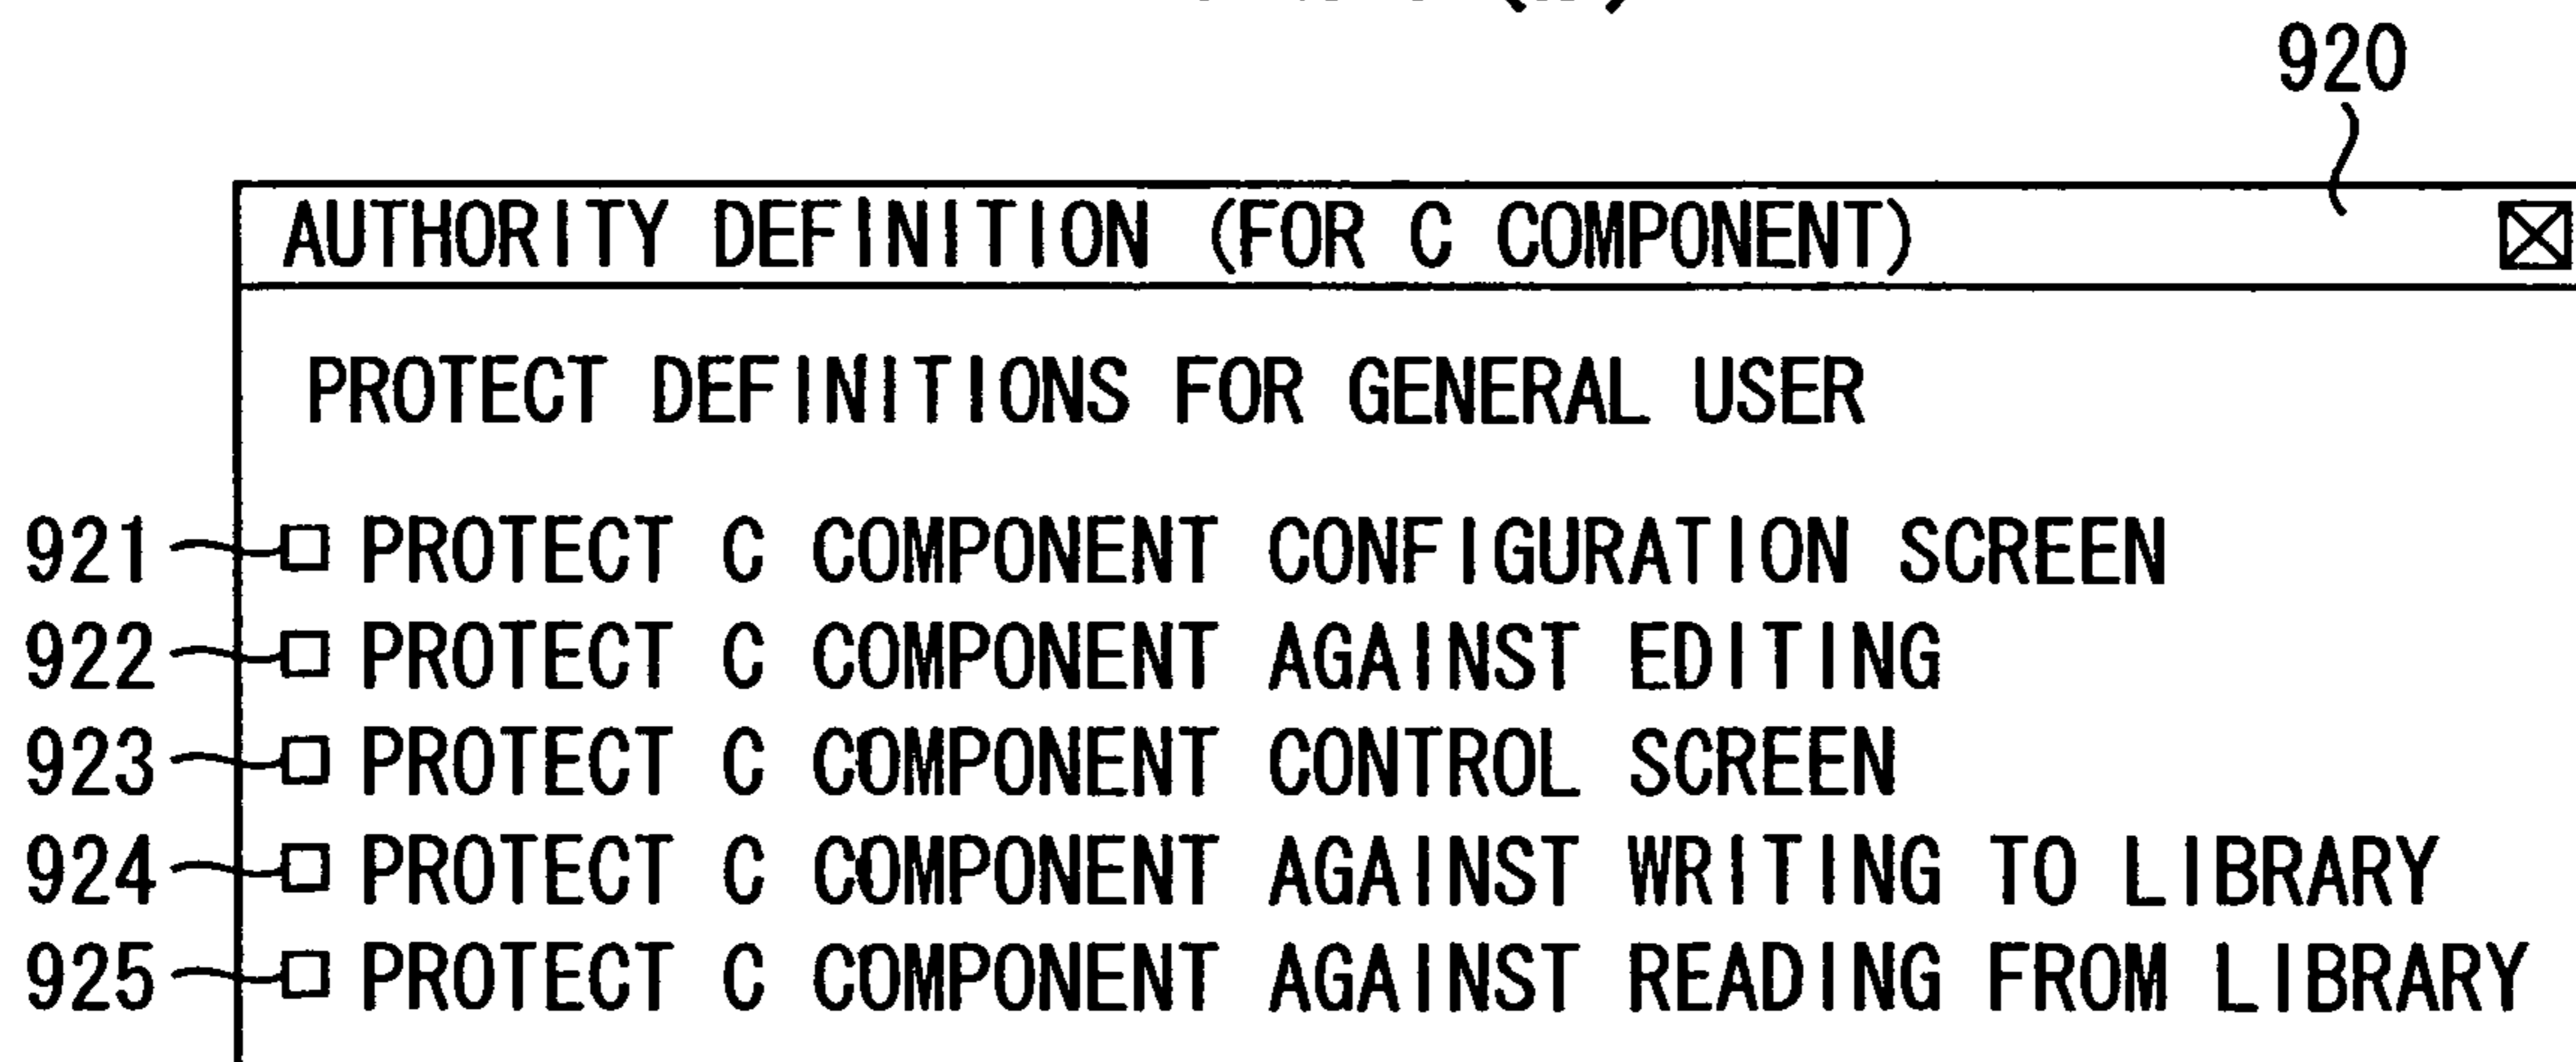 920
AUTHORITY DEFINITION (FOR C COMPONENT)
PROTECT DEFINITIONS FOR GENERAL USER
921 PROTECT C COMPONENT CONFIGURATION SCREEN
922 PROTECT C COMPONENT AGAINST EDITING
923 PROTECT C COMPONENT CONTROL SCREEN
924 PROTECT C COMPONENT AGAINST WRITING TO LIBRARY
925 PROTECT C COMPONENT AGAINST READING FROM LIBRARY